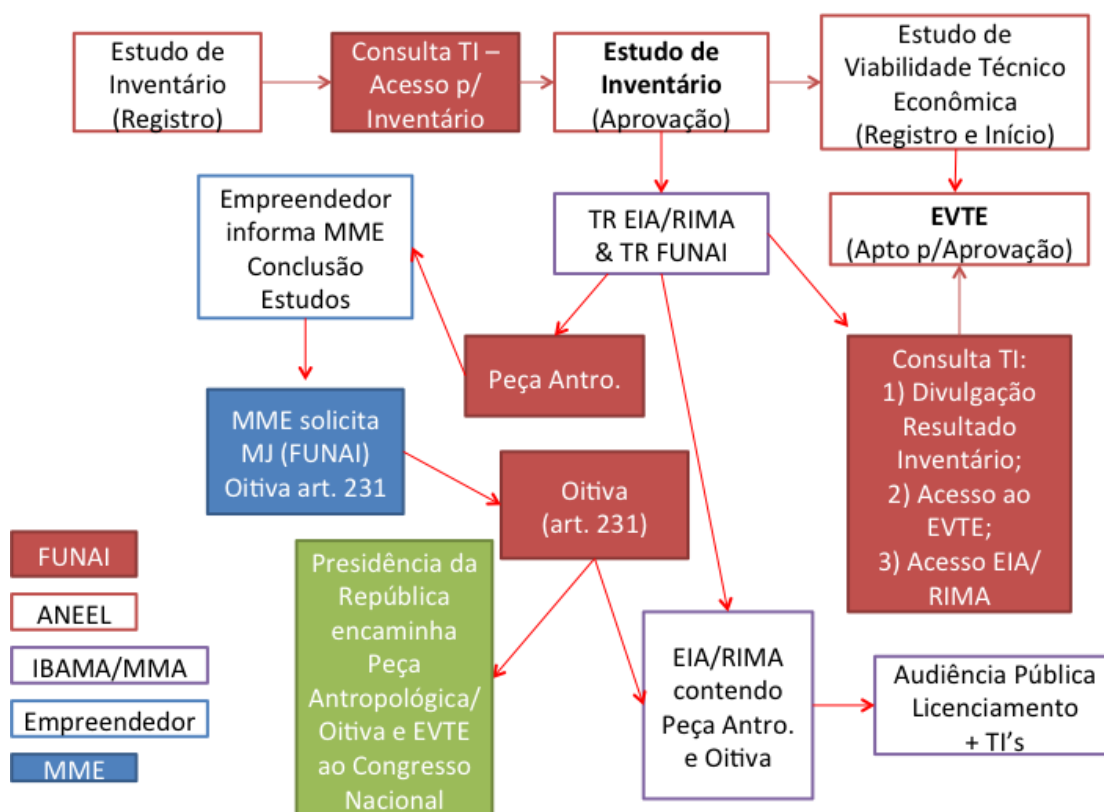 Estudo de
Inventário
(Registro)
Consulta TI –
Acesso p/
Inventário
Estudo de
Inventário
(Aprovação)
Estudo de
Viabilidade Técnico
Econômica
(Registro e Início)
Empreendedor
informa MME
Conclusão
Estudos
TR EIA/RIMA
& TR FUNAI
EVTE
(Apto p/Aprovação)
Peça Antro.
Consulta TI:
1) Divulgação
Resultado
Inventário;
2) Acesso ao
EVTE;
3) Acesso EIA/
RIMA
MME solicita
MJ (FUNAI)
Oitiva art. 231
Oitiva
(art. 231)
Presidência da
República
encaminha
Peça
Antropológica/
Oitiva e EVTE
ao Congresso
Nacional
EIA/RIMA
contendo
Peça Antro.
e Oitiva
Audiência Pública
Licenciamento
+ TI’s
FUNAI
ANEEL
IBAMA/MMA
Empreendedor
MME